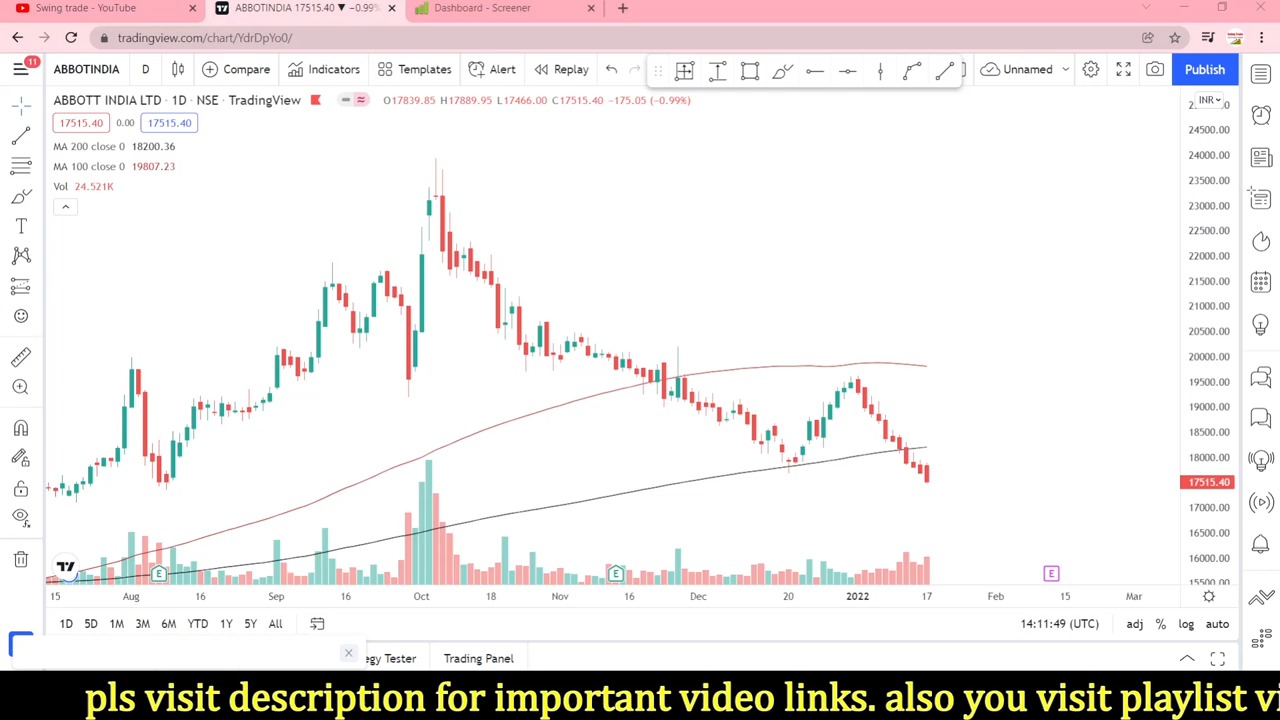 Swing trade - YouTube
ABBOTINDIA 17515.40 ▼ −0.99%
Dashboard - Screener
tradingview.com/chart/YdrDpYo0/
11
ABBOTINDIA
D
Compare
Indicators
Templates
Alert
Replay
Unnamed
Publish
ABBOTT INDIA LTD · 1D · NSE · TradingView
O17839.85 H17889.95 L17466.00 C17515.40 −175.05 (−0.99%)
INR
17515.40 0.00 17515.40
MA 200 close 0 18200.36
MA 100 close 0 19807.23
Vol 24.521K
24500.00
24000.00
23500.00
23000.00
22500.00
22000.00
21500.00
21000.00
20500.00
20000.00
19500.00
19000.00
18500.00
18000.00
17515.40
17000.00
16500.00
16000.00
15500.00
E
E
E
15 Aug 16 Sep 16 Oct 18 Nov 16 Dec 20 2022 17 Feb 15 Mar
1D 5D 1M 3M 6M YTD 1Y 5Y All
14:11:49 (UTC) adj % log auto
egy Tester
Trading Panel
pls visit description for important video links. also you visit playlist vi